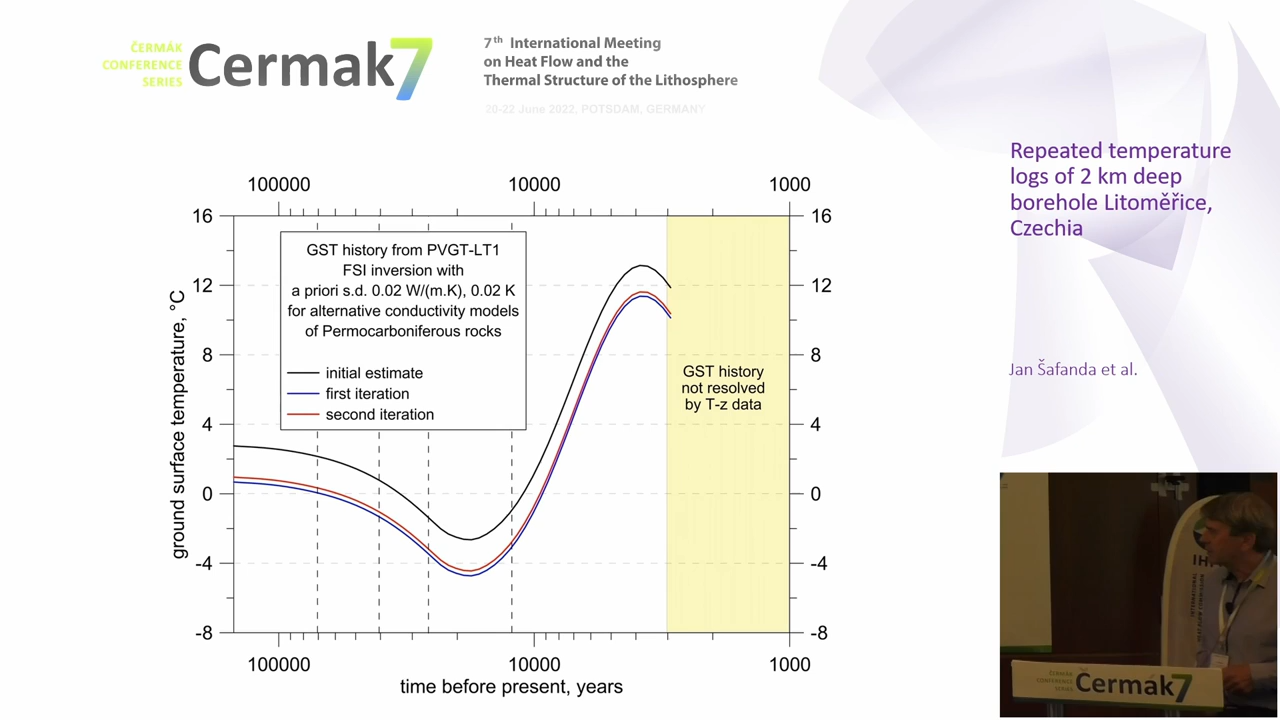 ČERMÁK
CONFERENCE
SERIES
Cermak7
7th International Meeting
on Heat Flow and the
Thermal Structure of the Lithosphere
20-22 June 2022, POTSDAM, GERMANY
Repeated temperature
logs of 2 km deep
borehole Litoměřice,
Czechia
Jan Šafanda et al.
100000 10000 1000
16 16
12 12
8 8
4 4
0 0
-4 -4
-8 -8
ground surface temperature, °C
GST history from PVGT-LT1
FSI inversion with
a priori s.d. 0.02 W/(m.K), 0.02 K
for alternative conductivity models
of Permocarboniferous rocks
initial estimate
first iteration
second iteration
GST history
not resolved
by T-z data
100000 10000 1000
time before present, years
ČERMÁK
CONFERENCE
SERIES
Čermák7